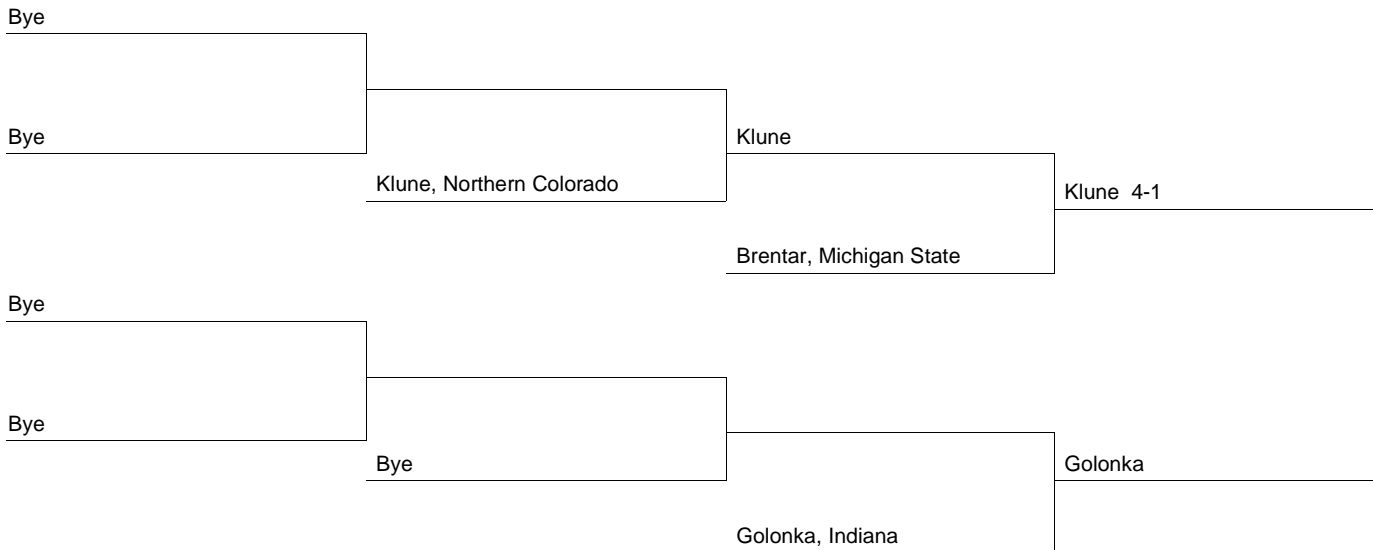 Bye
Bye
Klune
Klune, Northern Colorado
Klune 4-1
Brentar, Michigan State
Bye
Bye
Bye
Golonka
Golonka, Indiana